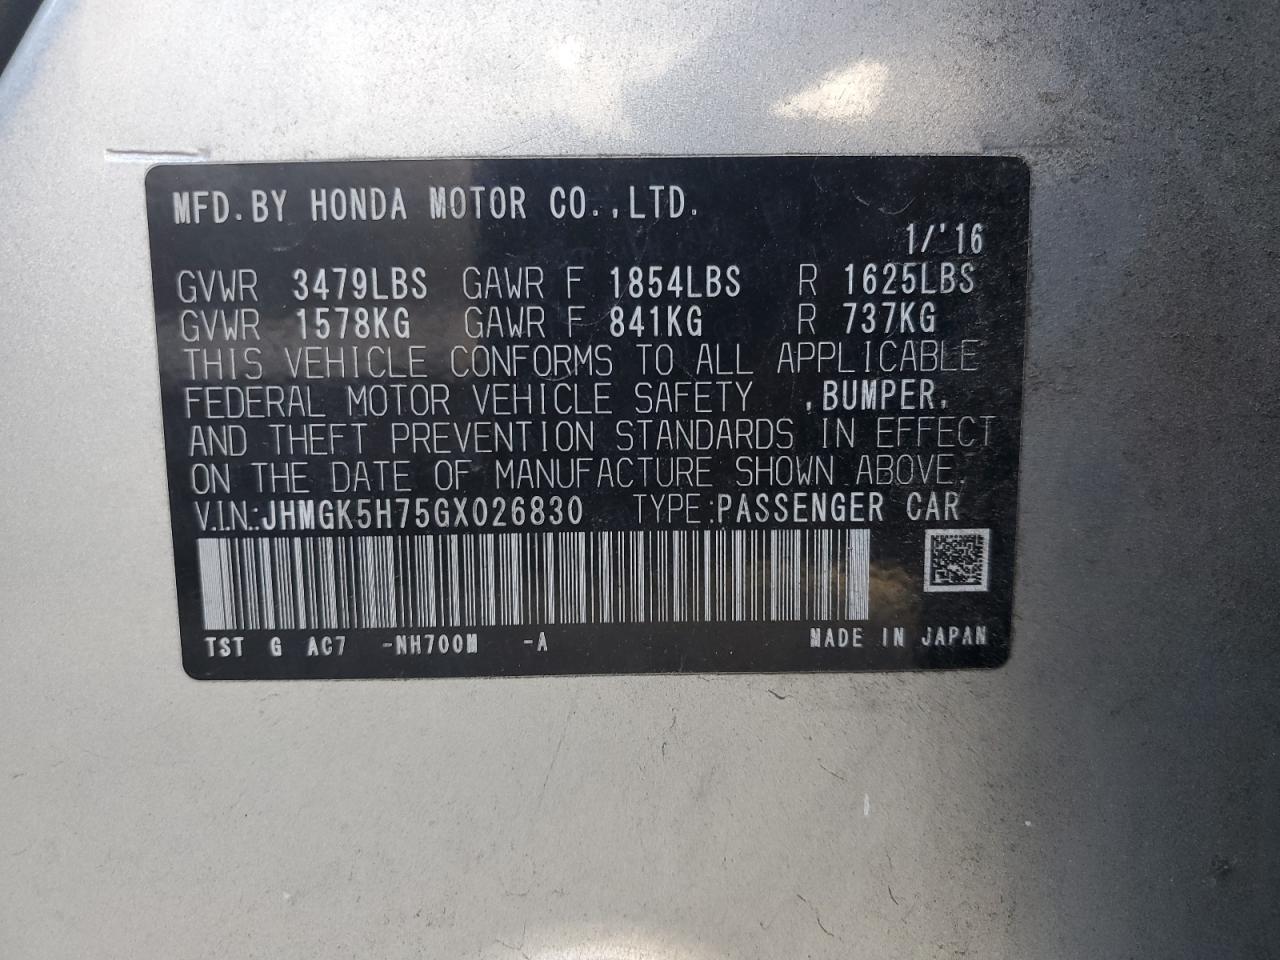 MFD.BY HONDA MOTOR CO.,LTD.
1/'16
GVWR 3479LBS GAWR F 1854LBS R 1625LBS
GVWR 1578KG GAWR F 841KG R 737KG
THIS VEHICLE CONFORMS TO ALL APPLICABLE
FEDERAL MOTOR VEHICLE SAFETY ,BUMPER,
AND THEFT PREVENTION STANDARDS IN EFFECT
ON THE DATE OF MANUFACTURE SHOWN ABOVE.
V.I.N.:JHMGK5H75GX026830 TYPE:PASSENGER CAR
TST G AC7 -NH700M -A MADE IN JAPAN